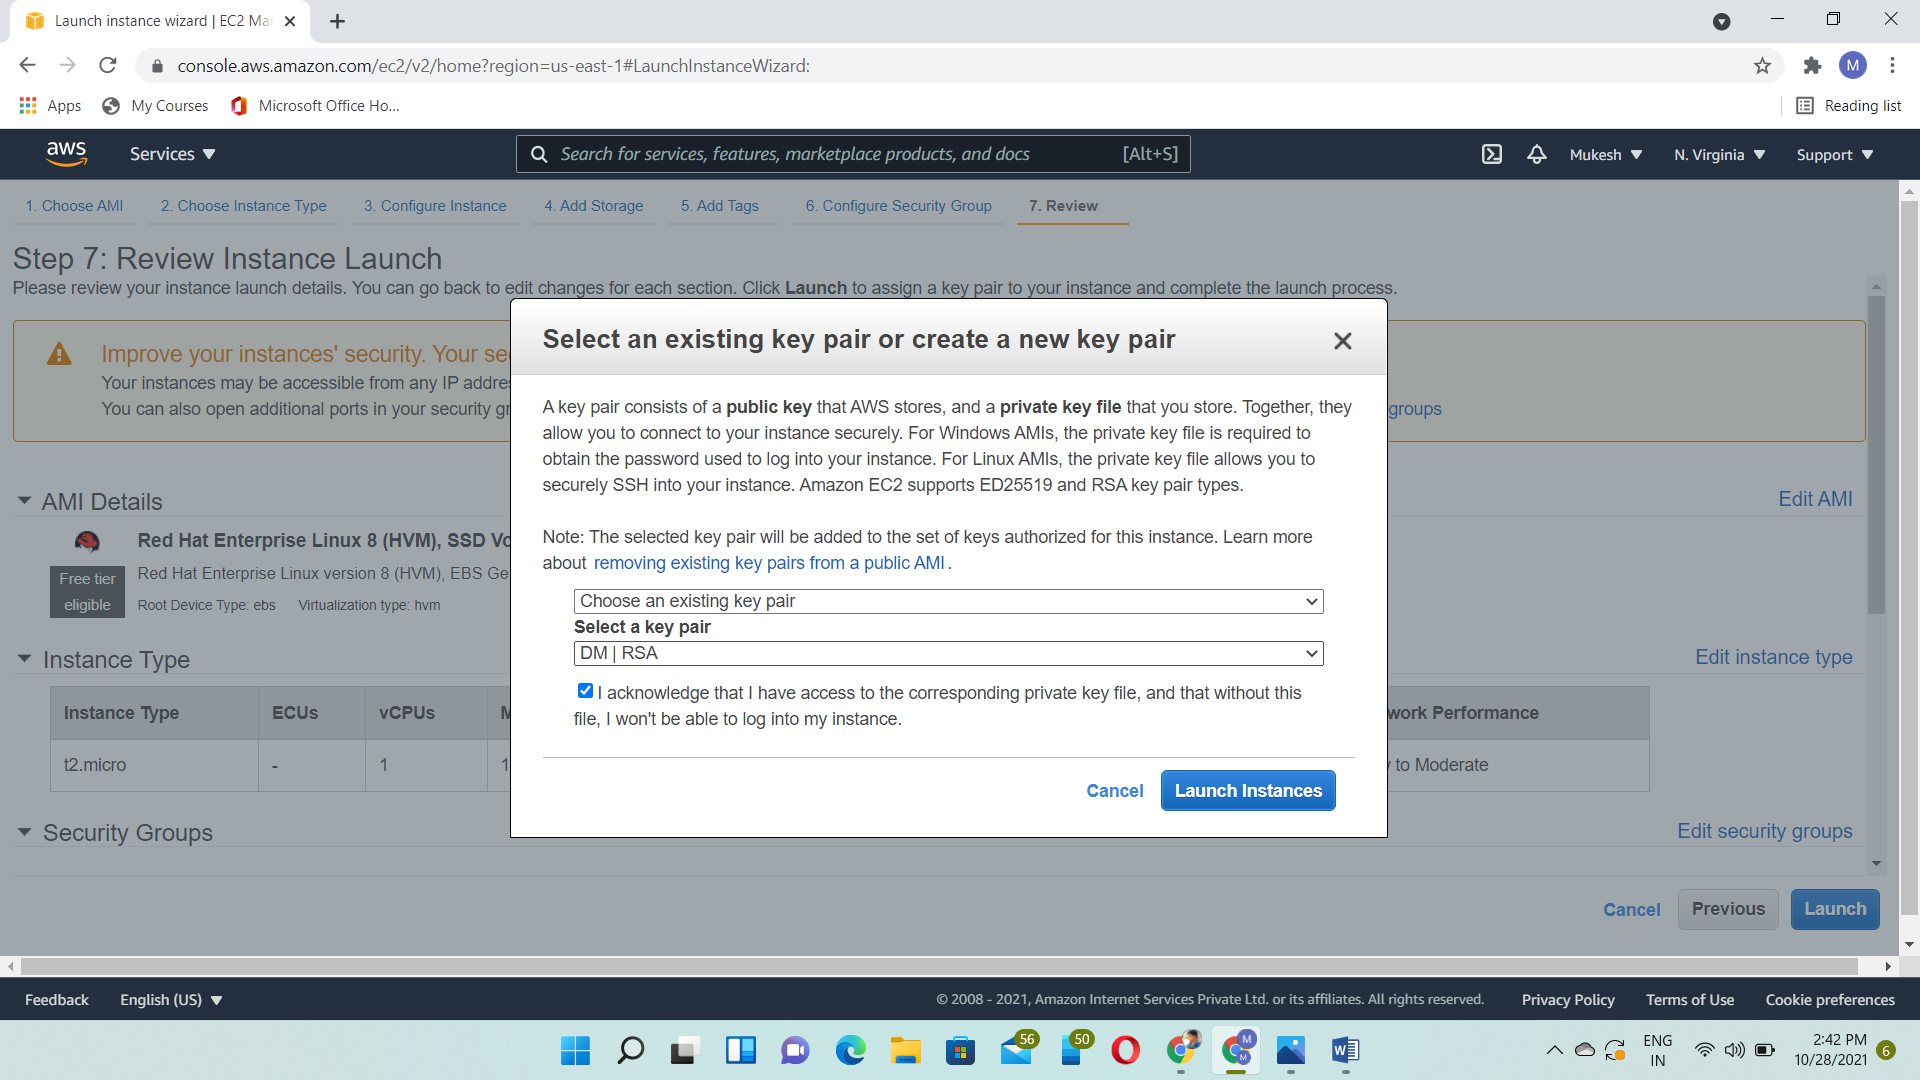 Launch instance wizard | EC2 Mar
console.aws.amazon.com/ec2/v2/home?region=us-east-1#LaunchInstanceWizard:
M
Apps
My Courses
Microsoft Office Ho...
Reading list
aws
Services
Search for services, features, marketplace products, and docs
[Alt+S]
Mukesh
N. Virginia
Support
1. Choose AMI
2. Choose Instance Type
3. Configure Instance
4. Add Storage
5. Add Tags
6. Configure Security Group
7. Review
Step 7: Review Instance Launch
Please review your instance launch details. You can go back to edit changes for each section. Click Launch to assign a key pair to your instance and complete the launch process.
Improve your instances' security. Your se
Your instances may be accessible from any IP addre
You can also open additional ports in your security gr
groups
AMI Details
Edit AMI
Red Hat Enterprise Linux 8 (HVM), SSD Vo
Free tier
eligible
Red Hat Enterprise Linux version 8 (HVM), EBS Ge
Root Device Type: ebs
Virtualization type: hvm
Instance Type
Edit instance type
Instance Type
ECUs
vCPUs
M
work Performance
t2.micro
-
1
1
to Moderate
Security Groups
Edit security groups
Select an existing key pair or create a new key pair
A key pair consists of a public key that AWS stores, and a private key file that you store. Together, they
allow you to connect to your instance securely. For Windows AMIs, the private key file is required to
obtain the password used to log into your instance. For Linux AMIs, the private key file allows you to
securely SSH into your instance. Amazon EC2 supports ED25519 and RSA key pair types.
Note: The selected key pair will be added to the set of keys authorized for this instance. Learn more
about removing existing key pairs from a public AMI .
Choose an existing key pair
Select a key pair
DM | RSA
I acknowledge that I have access to the corresponding private key file, and that without this
file, I won't be able to log into my instance.
Cancel
Launch Instances
Cancel
Previous
Launch
Feedback
English (US)
© 2008 - 2021, Amazon Internet Services Private Ltd. or its affiliates. All rights reserved.
Privacy Policy
Terms of Use
Cookie preferences
56
50
M
M
ENG
IN
2:42 PM
10/28/2021
6